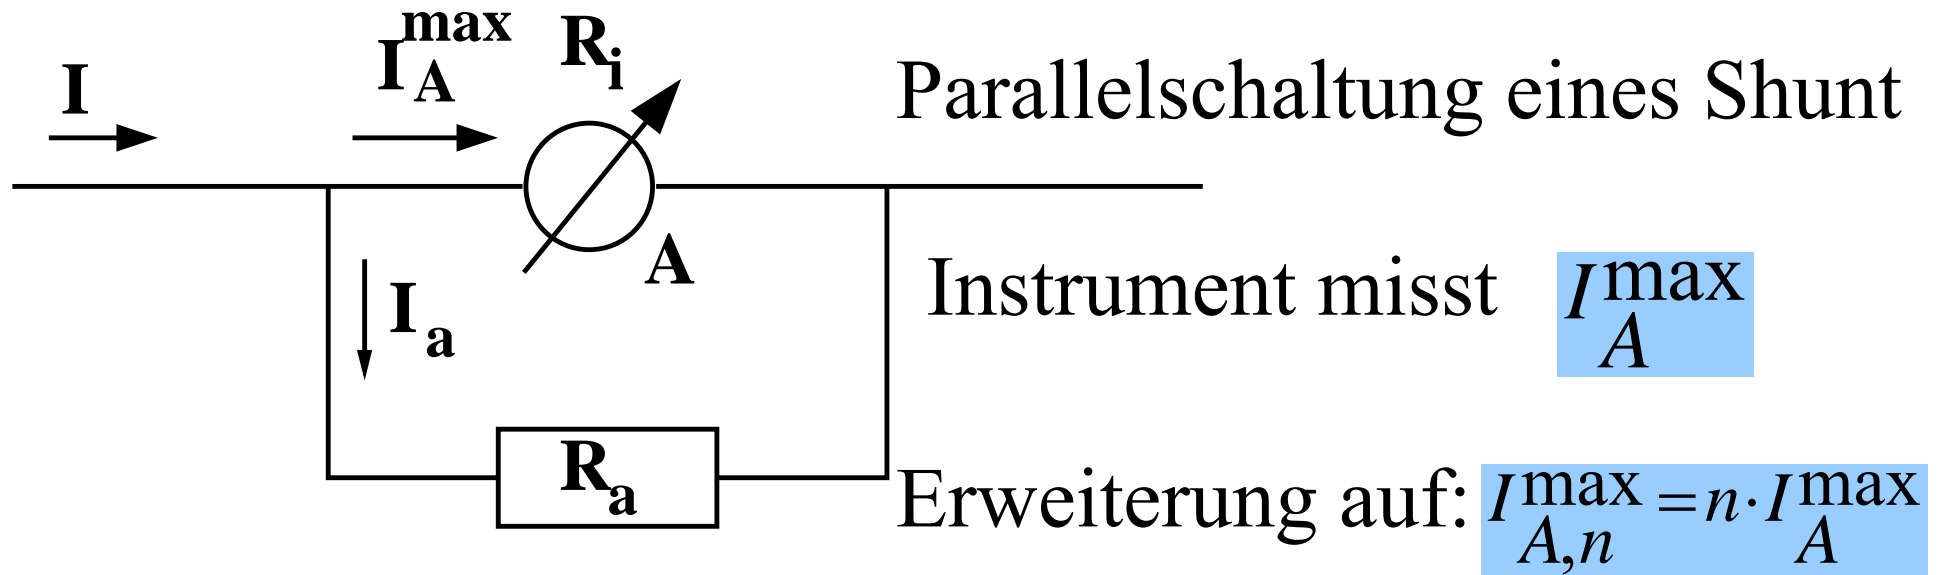 I
I_A^max
R_i
Parallelschaltung eines Shunt
A
I_a
Instrument misst I_A^max
R_a
Erweiterung auf: I_A,n^max = n · I_A^max